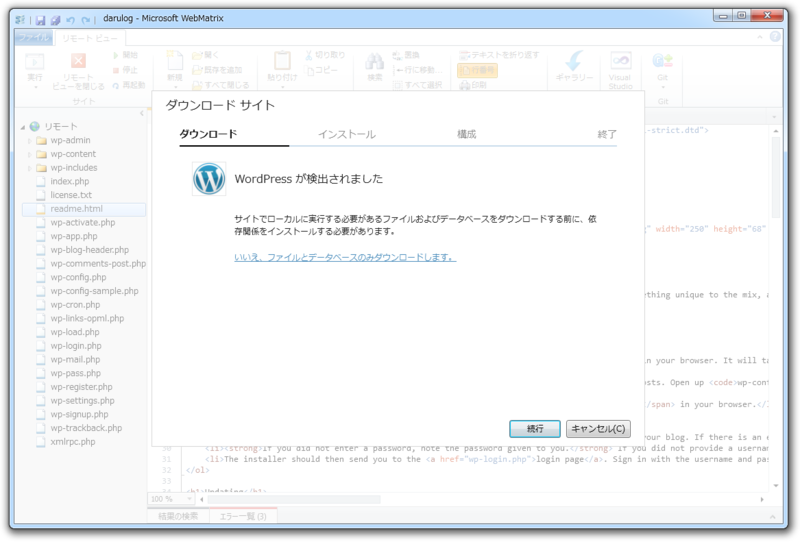 darulog - Microsoft WebMatrix
ファイル リモート ビュー
実行
リモート
ビューを閉じる
開始
停止
再起動
サイト
新規
開く
既存を追加
すべて閉じる
貼り付け
切り取り
コピー
検索
置換
行に移動...
すべて選択
テキストを折り返す
行番号
印刷
ギャラリー
Visual
Studio
Git
Git
リモート
wp-admin
wp-content
wp-includes
index.php
license.txt
readme.html
wp-activate.php
wp-app.php
wp-blog-header.php
wp-comments-post.php
wp-config.php
wp-config-sample.php
wp-cron.php
wp-links-opml.php
wp-load.php
wp-login.php
wp-mail.php
wp-pass.php
wp-register.php
wp-settings.php
wp-signup.php
wp-trackback.php
xmlrpc.php
ダウンロード サイト
ダウンロード インストール 構成 終了
WordPress が検出されました
サイトでローカルに実行する必要があるファイルおよびデータベースをダウンロードする前に、依
存関係をインストールする必要があります。
いいえ、ファイルとデータベースのみダウンロードします。
続行 キャンセル(C)
-strict.dtd">
width="250" height="68"
thing unique to the mix, a
in your browser. It will ta
sts. Open up <code>wp-conf
</span> in your browser.</l
your blog. If there is an e
30 <li><strong>If you did not enter a password, note the password given to you.</strong> If you did not provide a usernam
31 <li>The installer should then send you to the <a href="wp-login.php">login page</a>. Sign in with the username and pas
32 </ol>
33
<h1>Updating</h1>
100 %
結果の検索 エラー一覧 (3)